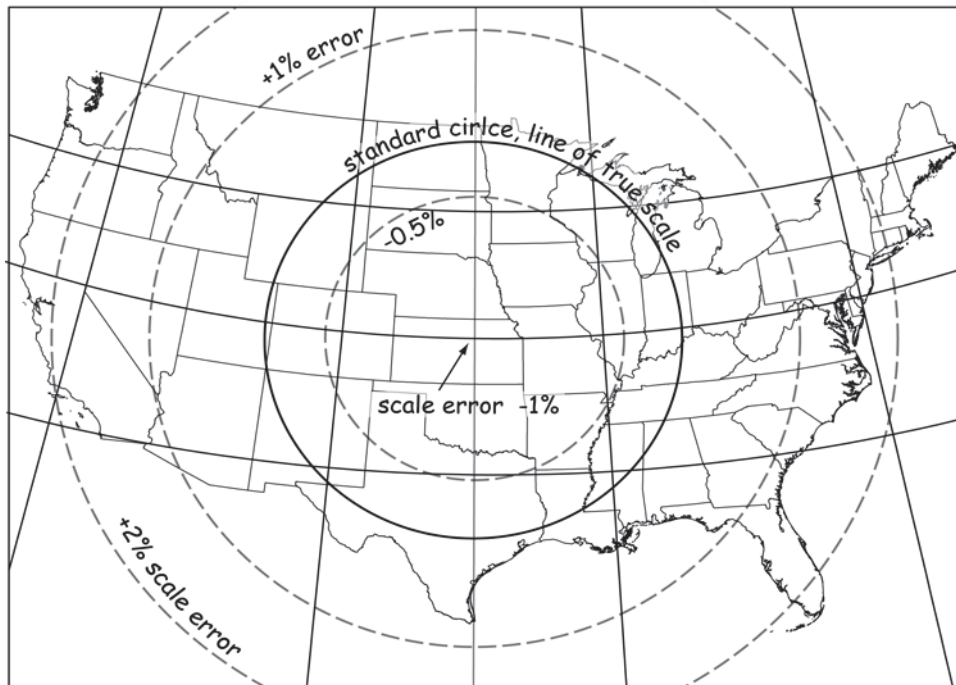 +1% error
standard cirlce, line of true scale
-0.5%
scale error -1%
+2% scale error